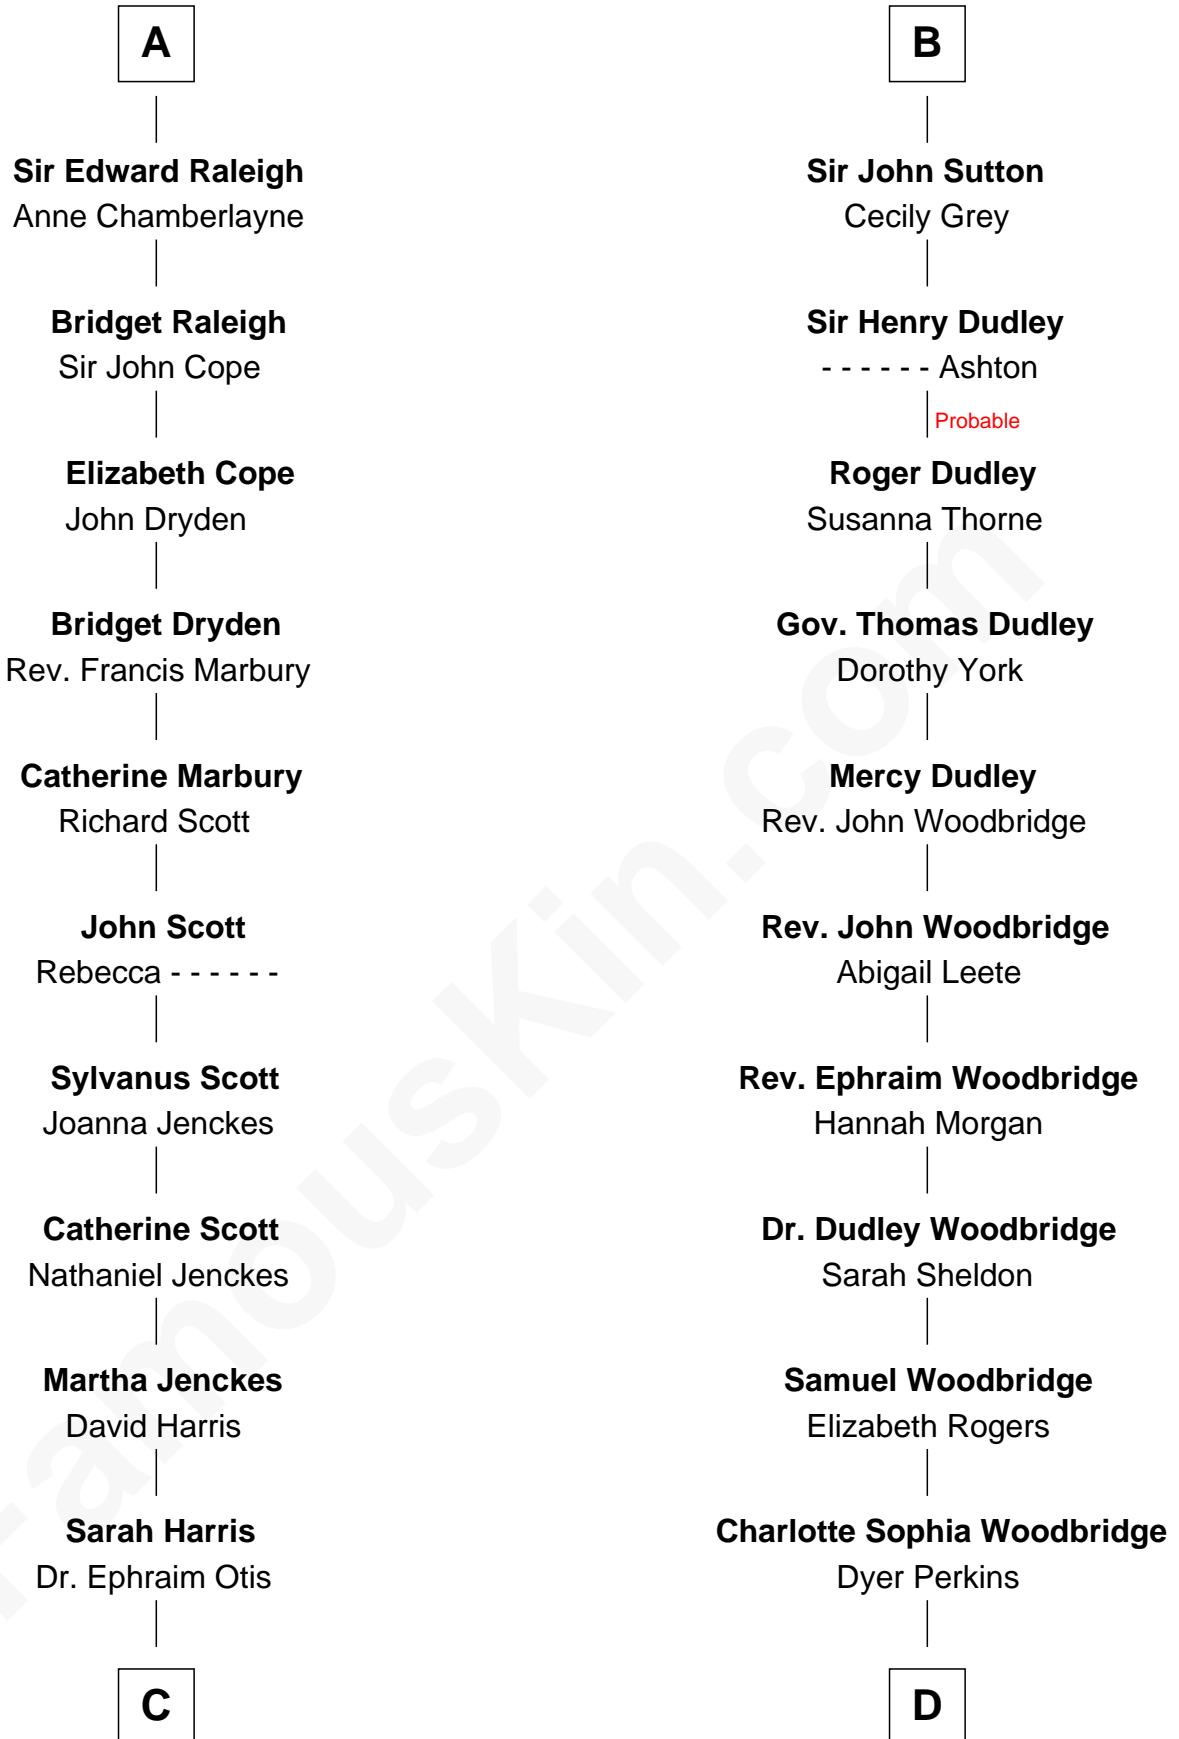 A
Sir Edward Raleigh
Anne Chamberlayne
Bridget Raleigh
Sir John Cope
Elizabeth Cope
John Dryden
Bridget Dryden
Rev. Francis Marbury
Catherine Marbury
Richard Scott
John Scott
Rebecca - - - - - -
Sylvanus Scott
Joanna Jenckes
Catherine Scott
Nathaniel Jenckes
Martha Jenckes
David Harris
Sarah Harris
Dr. Ephraim Otis
C
B
Sir John Sutton
Cecily Grey
Sir Henry Dudley
- - - - - - Ashton
Probable
Roger Dudley
Susanna Thorne
Gov. Thomas Dudley
Dorothy York
Mercy Dudley
Rev. John Woodbridge
Rev. John Woodbridge
Abigail Leete
Rev. Ephraim Woodbridge
Hannah Morgan
Dr. Dudley Woodbridge
Sarah Sheldon
Samuel Woodbridge
Elizabeth Rogers
Charlotte Sophia Woodbridge
Dyer Perkins
D
FamousKin.com